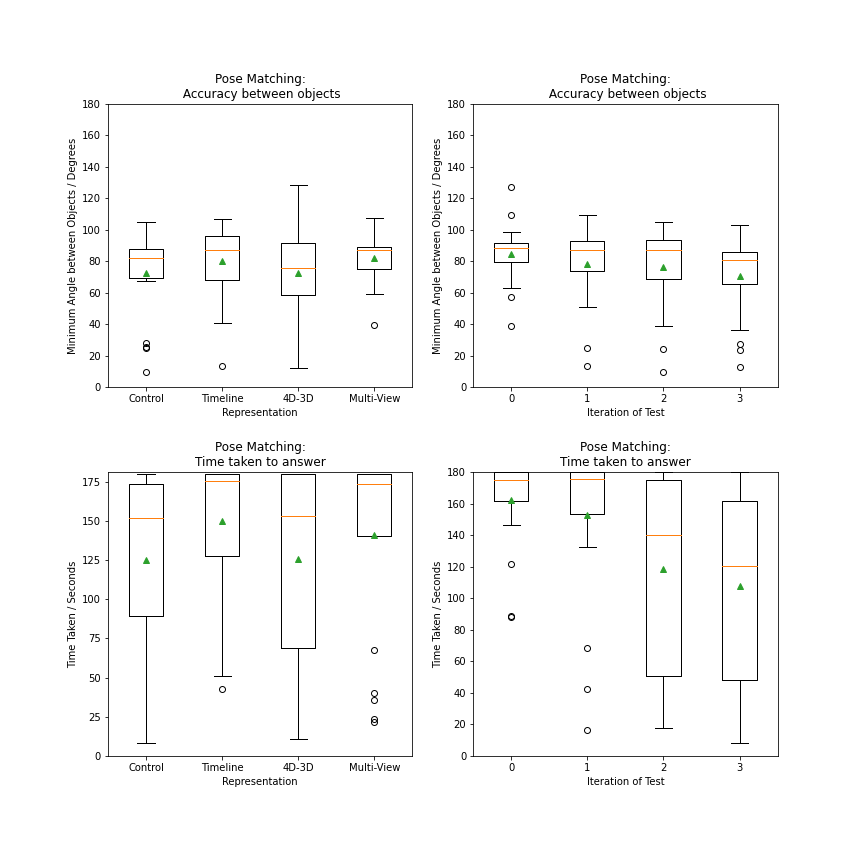 Pose Matching:
Accuracy between objects
180
160
140
120
100
80
60
40
20
0
Minimum Angle between Objects / Degrees
Control
Timeline
4D-3D
Multi-View
Representation
Pose Matching:
Accuracy between objects
180
160
140
120
100
80
60
40
20
0
Minimum Angle between Objects / Degrees
0
1
2
3
Iteration of Test
Pose Matching:
Time taken to answer
175
150
125
100
75
50
25
0
Time Taken / Seconds
Control
Timeline
4D-3D
Multi-View
Representation
Pose Matching:
Time taken to answer
180
160
140
120
100
80
60
40
20
0
Time Taken / Seconds
0
1
2
3
Iteration of Test